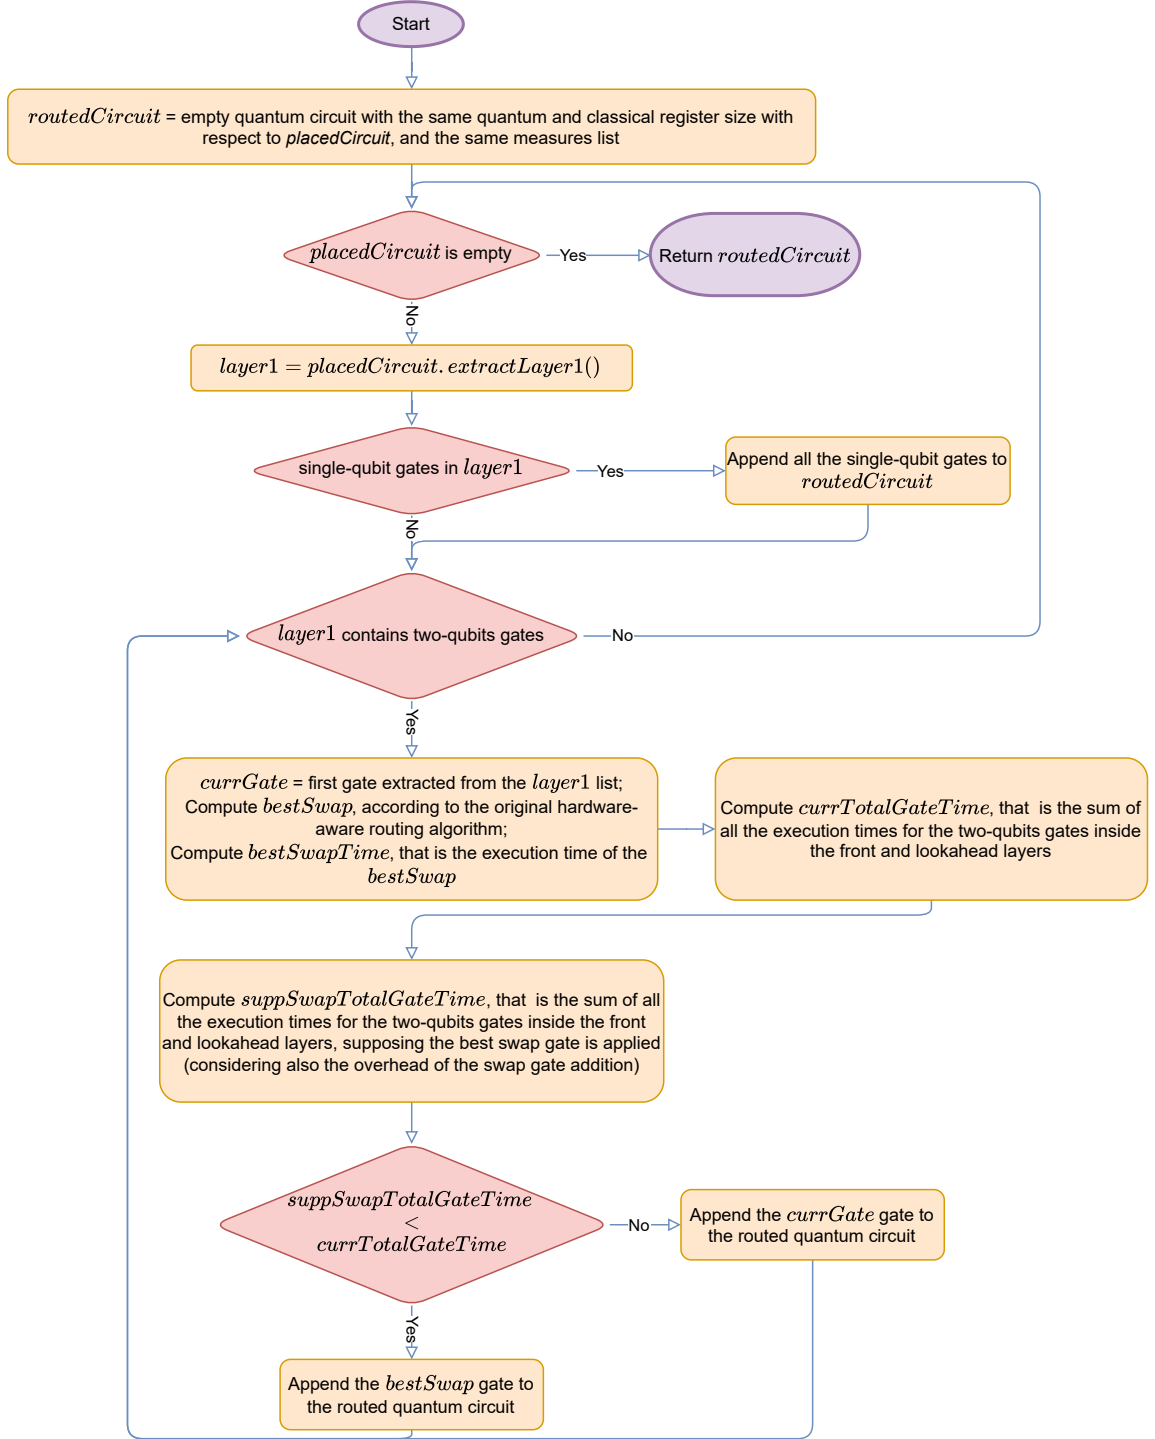 Start
routedCircuit = empty quantum circuit with the same quantum and classical register size with
respect to placedCircuit, and the same measures list
placedCircuit is empty
Yes
Return routedCircuit
No
layer1 = placedCircuit.extractLayer1()
single-qubit gates in layer1
Yes
Append all the single-qubit gates to
routedCircuit
No
layer1 contains two-qubits gates
No
Yes
currGate = first gate extracted from the layer1 list;
Compute bestSwap, according to the original hardware-
aware routing algorithm;
Compute bestSwapTime, that is the execution time of the
bestSwap
Compute currTotalGateTime, that  is the sum of
all the execution times for the two-qubits gates inside
the front and lookahead layers
Compute suppSwapTotalGateTime, that  is the sum of all
the execution times for the two-qubits gates inside the front
and lookahead layers, supposing the best swap gate is applied
(considering also the overhead of the swap gate addition)
suppSwapTotalGateTime
<
currTotalGateTime
No
Append the currGate gate to
the routed quantum circuit
Yes
Append the bestSwap gate to
the routed quantum circuit